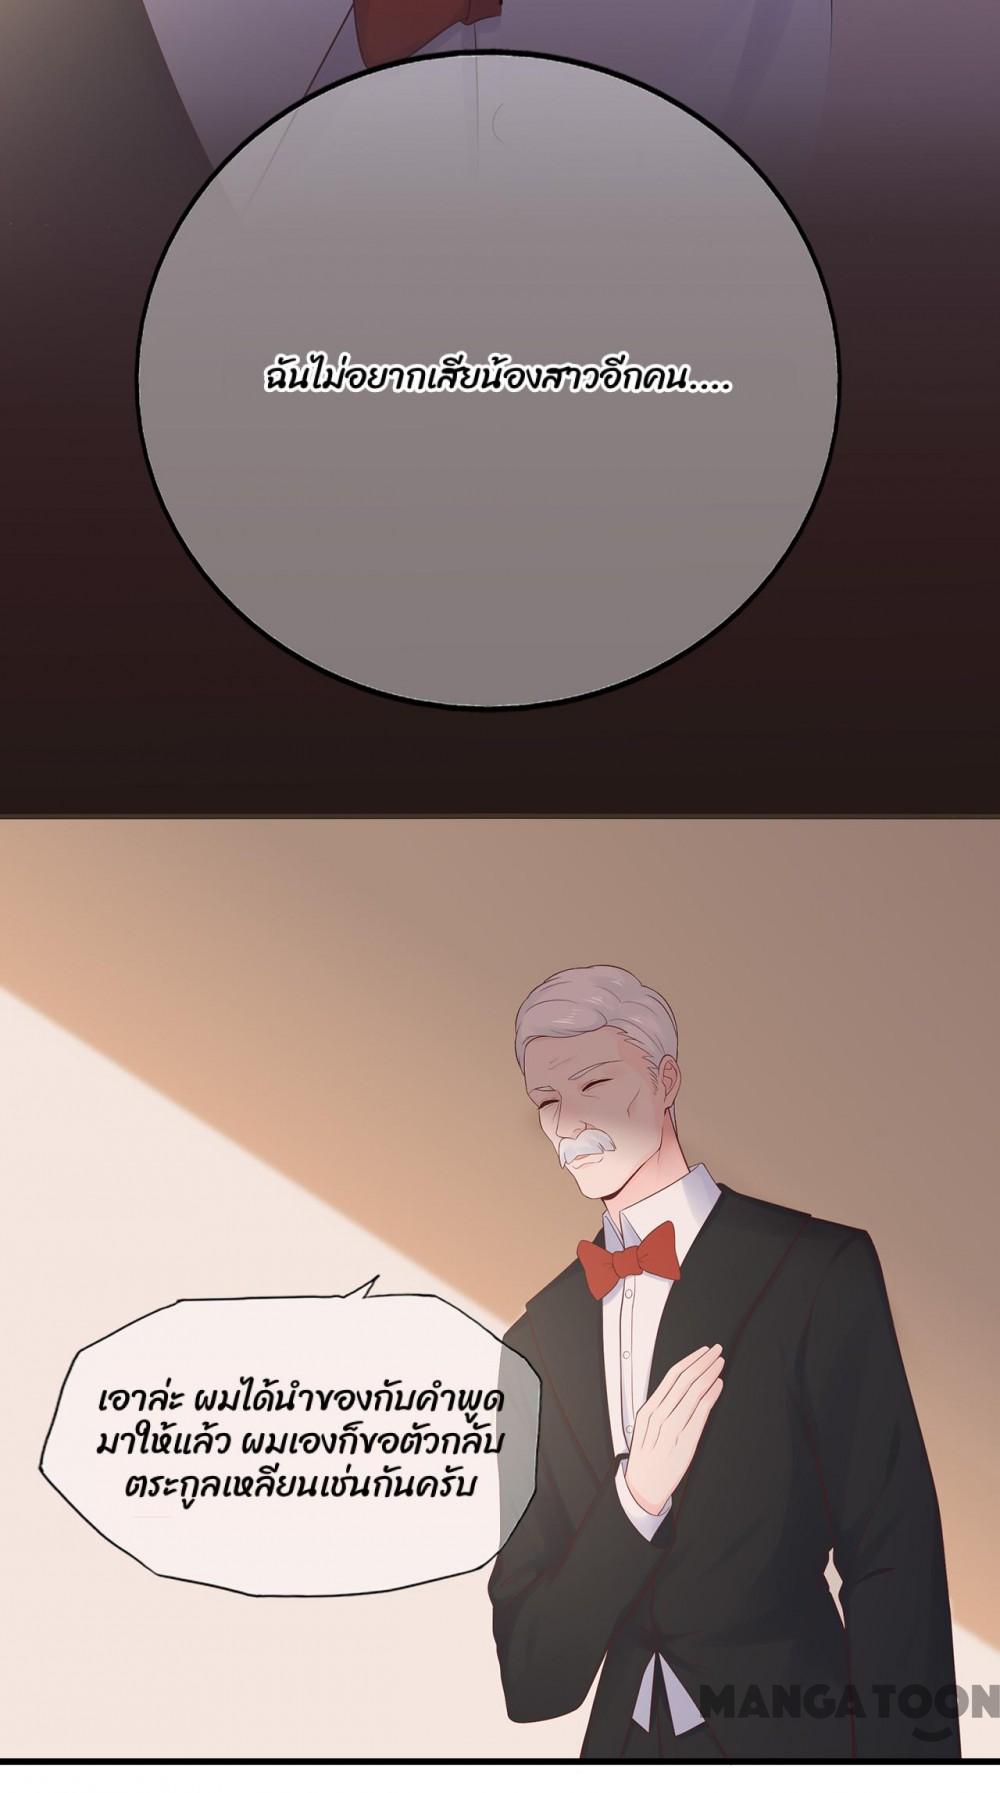 ฉันไม่อยากเสียน้องสาวอีกคน....
เอาล่ะ ผมได้นำของกับคำพูด
มาให้แล้ว ผมเองก็ขอตัวกลับ
ตระกูลเหลียนเช่นกันครับ
MANGATOON